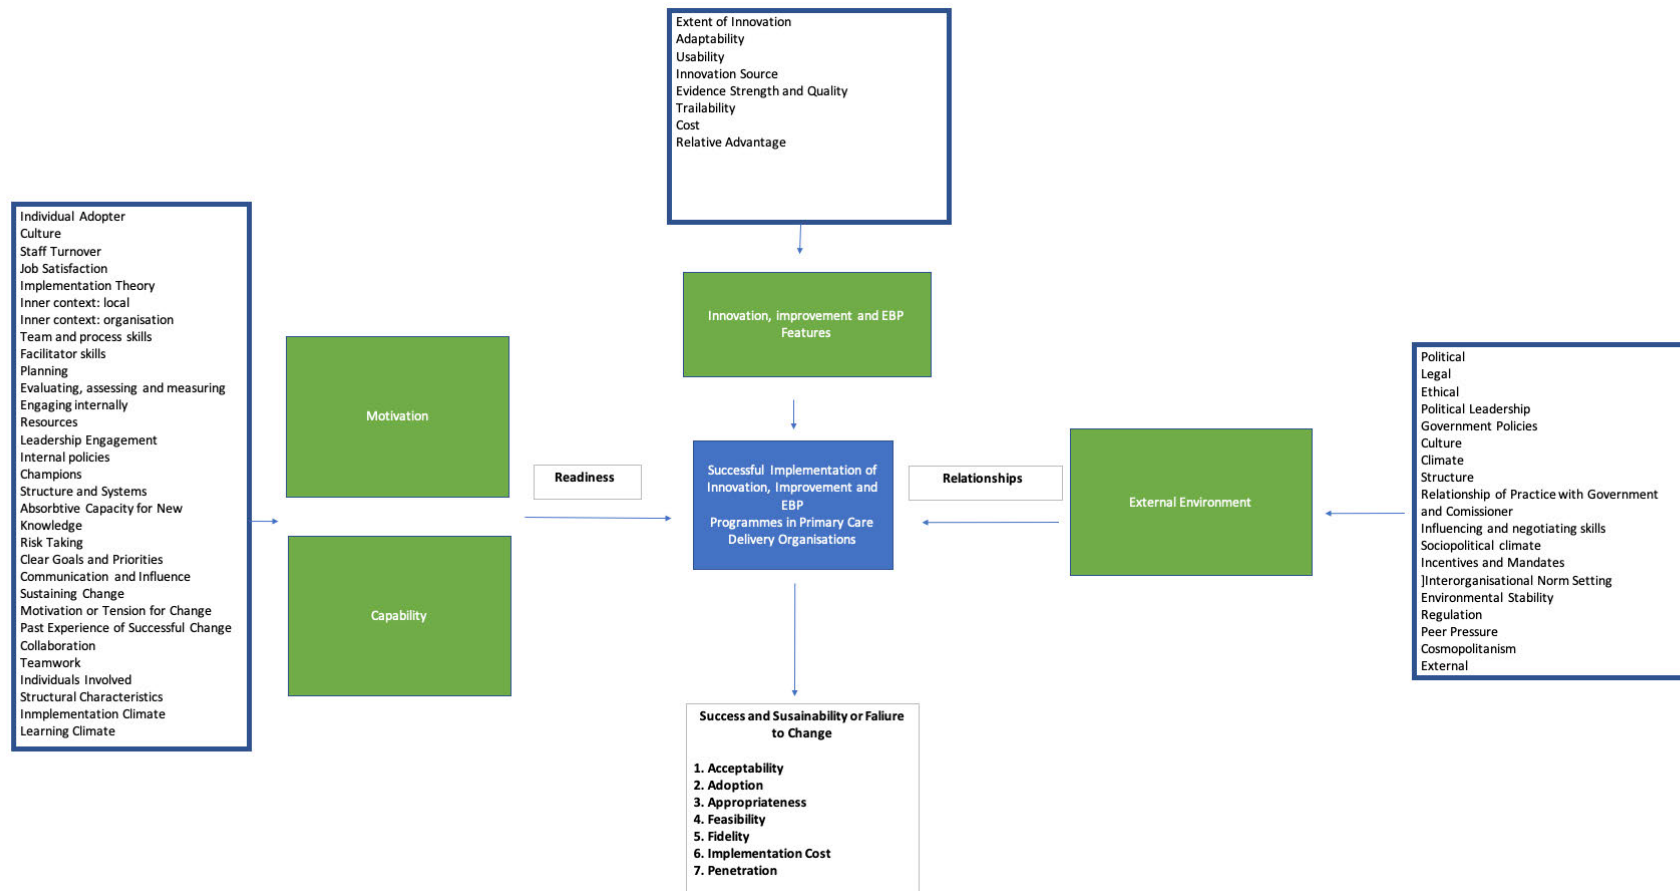 Extent of Innovation
Adaptability
Usability
Innovation Source
Evidence Strength and Quality
Trailability
Cost
Relative Advantage
Individual Adopter
Culture
Staff Turnover
Job Satisfaction
Implementation Theory
Inner context: local
Inner context: organisation
Team and process skills
Facilitator skills
Planning
Evaluating, assessing and measuring
Engaging internally
Resources
Leadership Engagement
Internal policies
Champions
Structure and Systems
Absorbtive Capacity for New
Knowledge
Risk Taking
Clear Goals and Priorities
Communication and Influence
Sustaining Change
Motivation or Tension for Change
Past Experience of Successful Change
Collaboration
Teamwork
Individuals Involved
Structural Characteristics
Inmplementation Climate
Learning Climate
Motivation
Capability
Readiness
Innovation, improvement and EBP
Features
Successful Implementation of
Innovation, Improvement and
EBP
Programmes in Primary Care
Delivery Organisations
Relationships
External Environment
Political
Legal
Ethical
Political Leadership
Government Policies
Culture
Climate
Structure
Relationship of Practice with Government
and Comissioner
Influencing and negotiating skills
Sociopolitical climate
Incentives and Mandates
]Interorganisational Norm Setting
Environmental Stability
Regulation
Peer Pressure
Cosmopolitanism
External
Success and Susainability or Faliure
to Change
1. Acceptability
2. Adoption
3. Appropriateness
4. Feasibility
5. Fidelity
6. Implementation Cost
7. Penetration